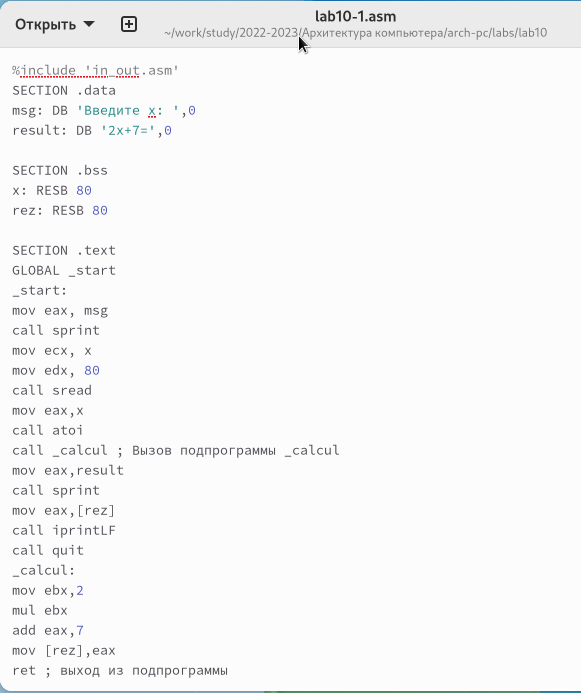 Открыть
lab10-1.asm
~/work/study/2022-2023/Архитектура компьютера/arch-pc/labs/lab10
%include 'in_out.asm'
SECTION .data
msg: DB 'Введите x: ',0
result: DB '2x+7=',0
SECTION .bss
x: RESB 80
rez: RESB 80
SECTION .text
GLOBAL _start
_start:
mov eax, msg
call sprint
mov ecx, x
mov edx, 80
call sread
mov eax,x
call atoi
call _calcul ; Вызов подпрограммы _calcul
mov eax,result
call sprint
mov eax,[rez]
call iprintLF
call quit
_calcul:
mov ebx,2
mul ebx
add eax,7
mov [rez],eax
ret ; выход из подпрограммы